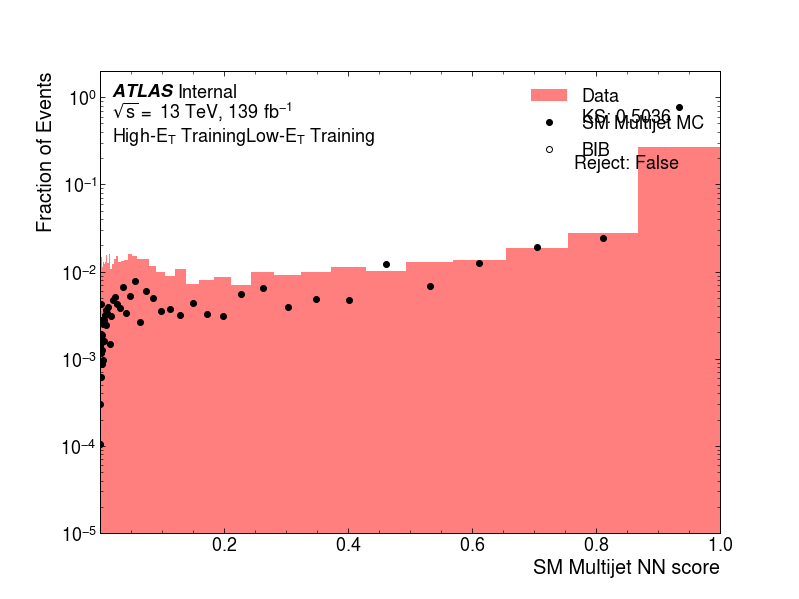 Fraction of Events
10⁰
10⁻¹
10⁻²
10⁻³
10⁻⁴
10⁻⁵
ATLAS Internal
√s = 13 TeV, 139 fb⁻¹
High-E_T TrainingLow-E_T Training
Data
KS: 0.5036
SM Multijet MC
BIB
Reject: False
0.2 0.4 0.6 0.8 1.0
SM Multijet NN score